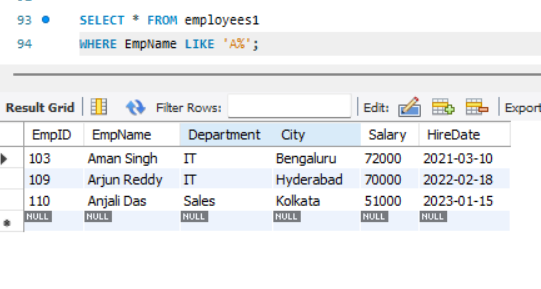 93 SELECT * FROM employees1
94 WHERE EmpName LIKE 'A%';
Result Grid Filter Rows: Edit: Export
EmpID EmpName Department City Salary HireDate
103 Aman Singh IT Bengaluru 72000 2021-03-10
109 Arjun Reddy IT Hyderabad 70000 2022-02-18
110 Anjali Das Sales Kolkata 51000 2023-01-15
NULL NULL NULL NULL NULL NULL